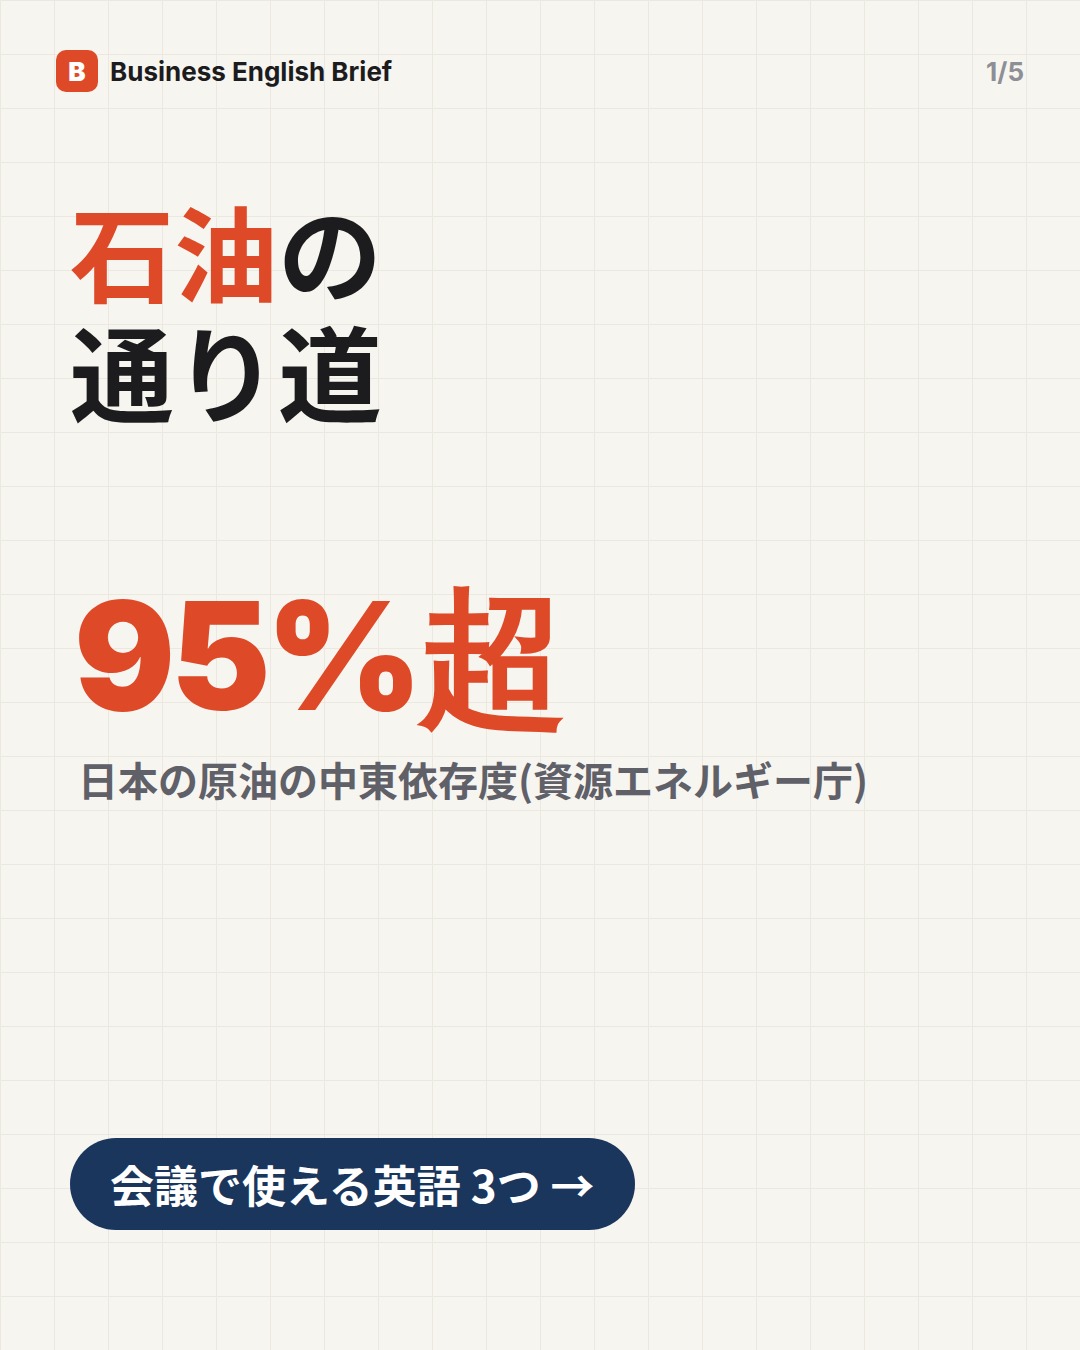 B Business English Brief
1/5
石油の
通り道
95%超
日本の原油の中東依存度(資源エネルギー庁)
会議で使える英語 3つ →